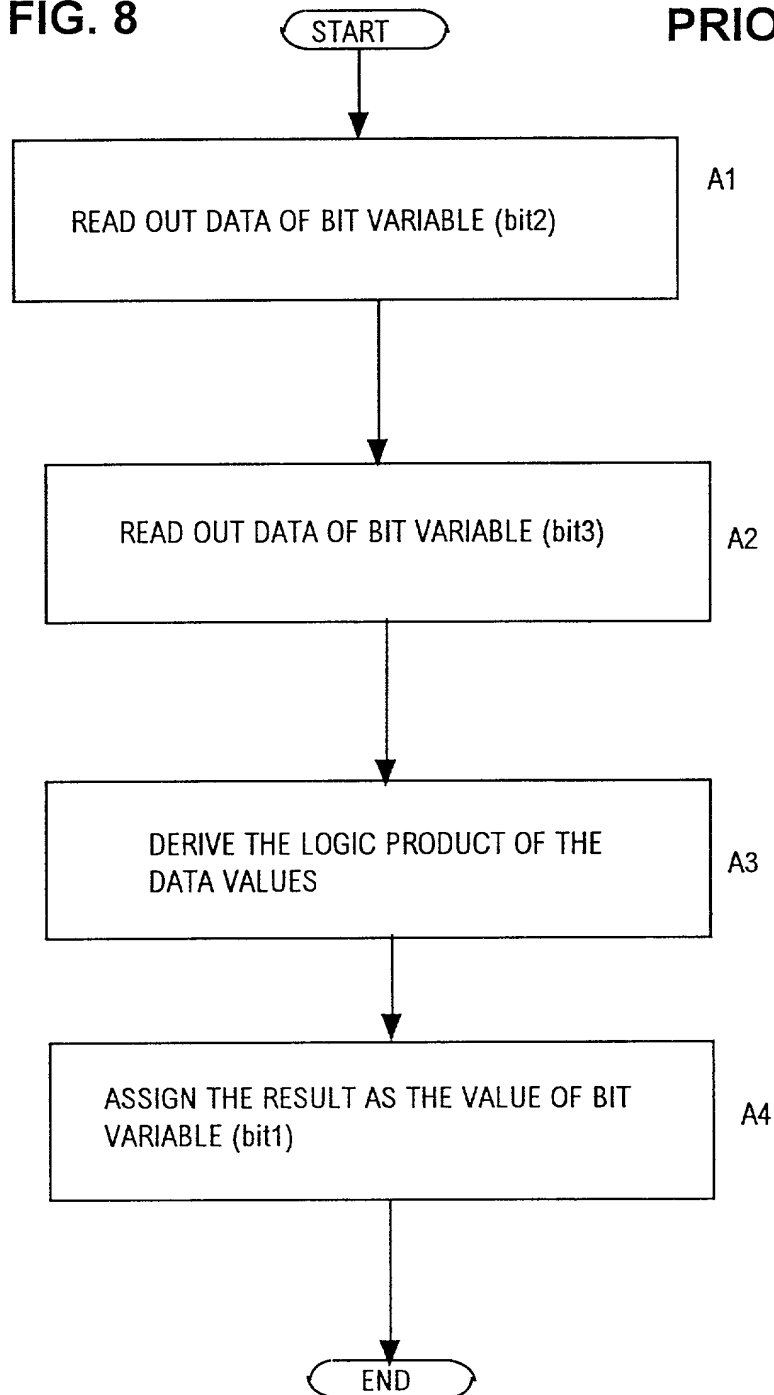 FIG. 8
PRIO
START
READ OUT DATA OF BIT VARIABLE (bit2)
A1
READ OUT DATA OF BIT VARIABLE (bit3)
A2
DERIVE THE LOGIC PRODUCT OF THE
DATA VALUES
A3
ASSIGN THE RESULT AS THE VALUE OF BIT
VARIABLE (bit1)
A4
END